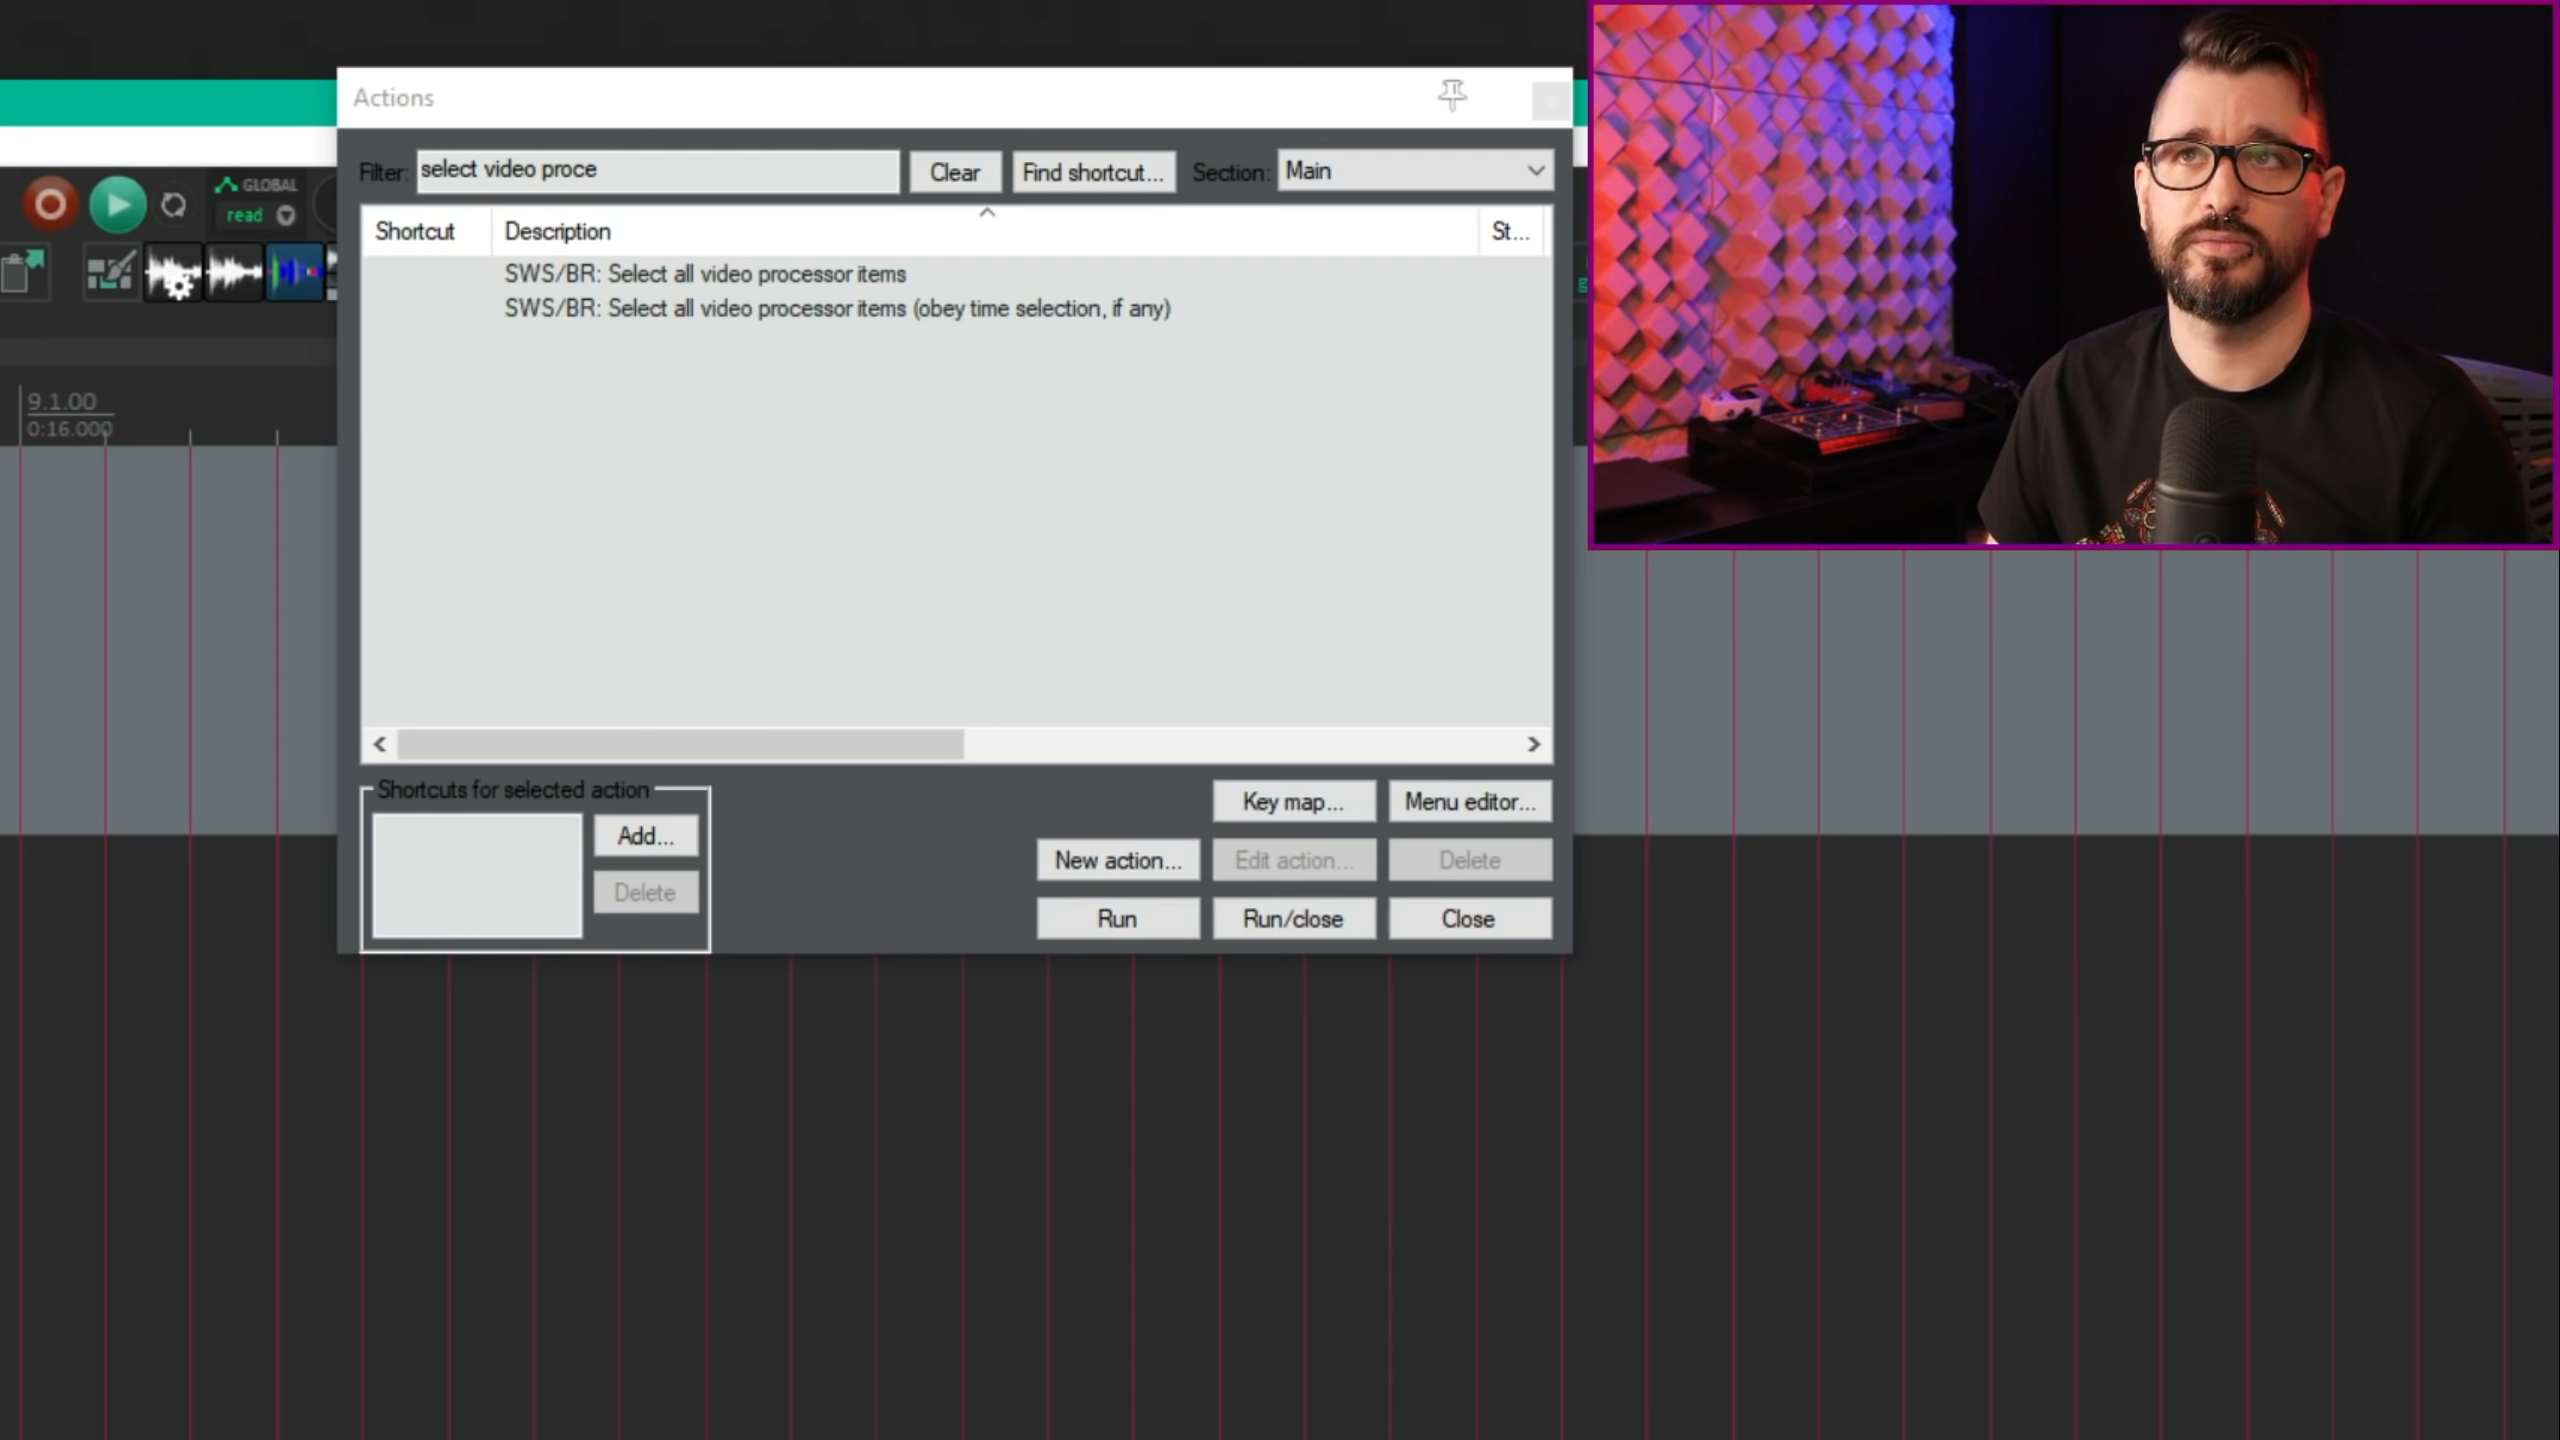 Actions
Filter: select video proce Clear Find shortcut... Section: Main
Shortcut Description St...
SWS/BR: Select all video processor items
SWS/BR: Select all video processor items (obey time selection, if any)
GLOBAL
read
9.1.00
0:16.000
Shortcuts for selected action
Add...
Delete
Key map... Menu editor...
New action... Edit action... Delete
Run Run/close Close